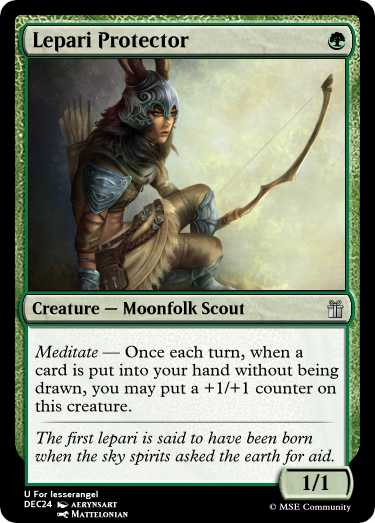 Lepari Protector
Creature — Moonfolk Scout
Meditate — Once each turn, when a
card is put into your hand without being
drawn, you may put a +1/+1 counter on
this creature.
The first lepari is said to have been born
when the sky spirits asked the earth for aid.
1/1
U For lesserangel
DEC24 AERYNSART
MATTELONIAN
© MSE Community